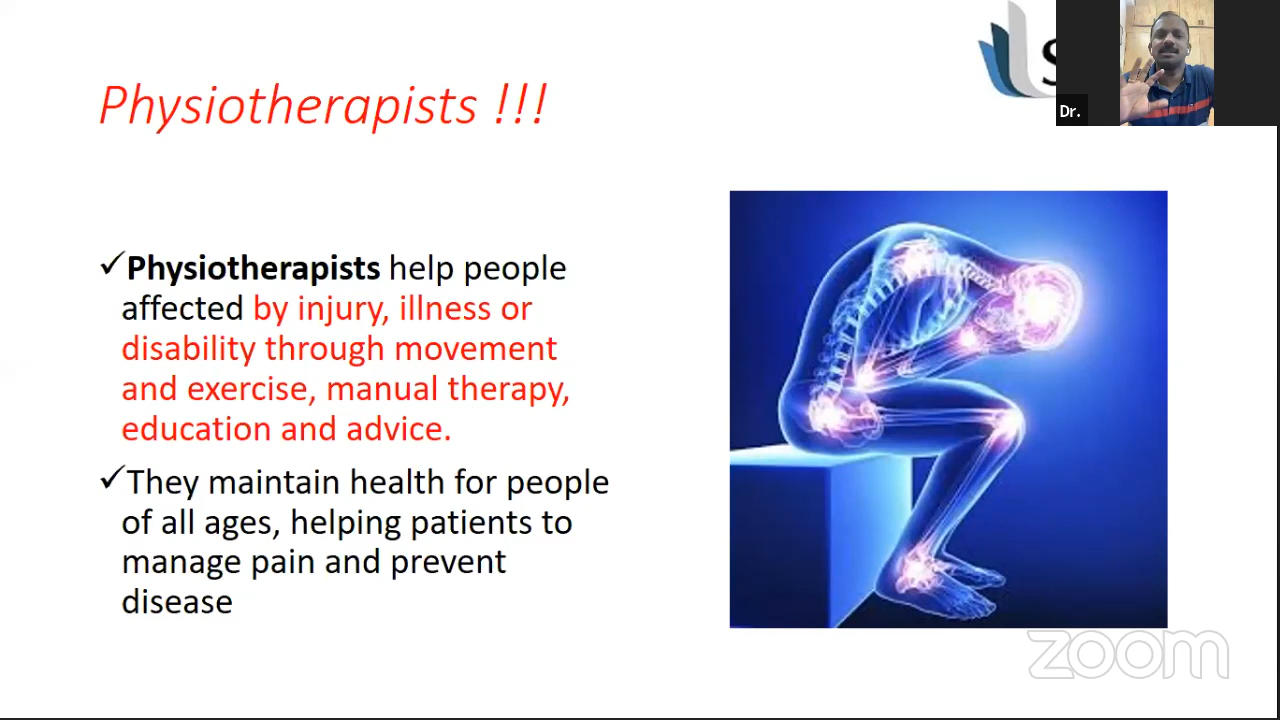 Physiotherapists !!!
S
Dr.
✓Physiotherapists help people
affected by injury, illness or
disability through movement
and exercise, manual therapy,
education and advice.
✓They maintain health for people
of all ages, helping patients to
manage pain and prevent
disease
zoom